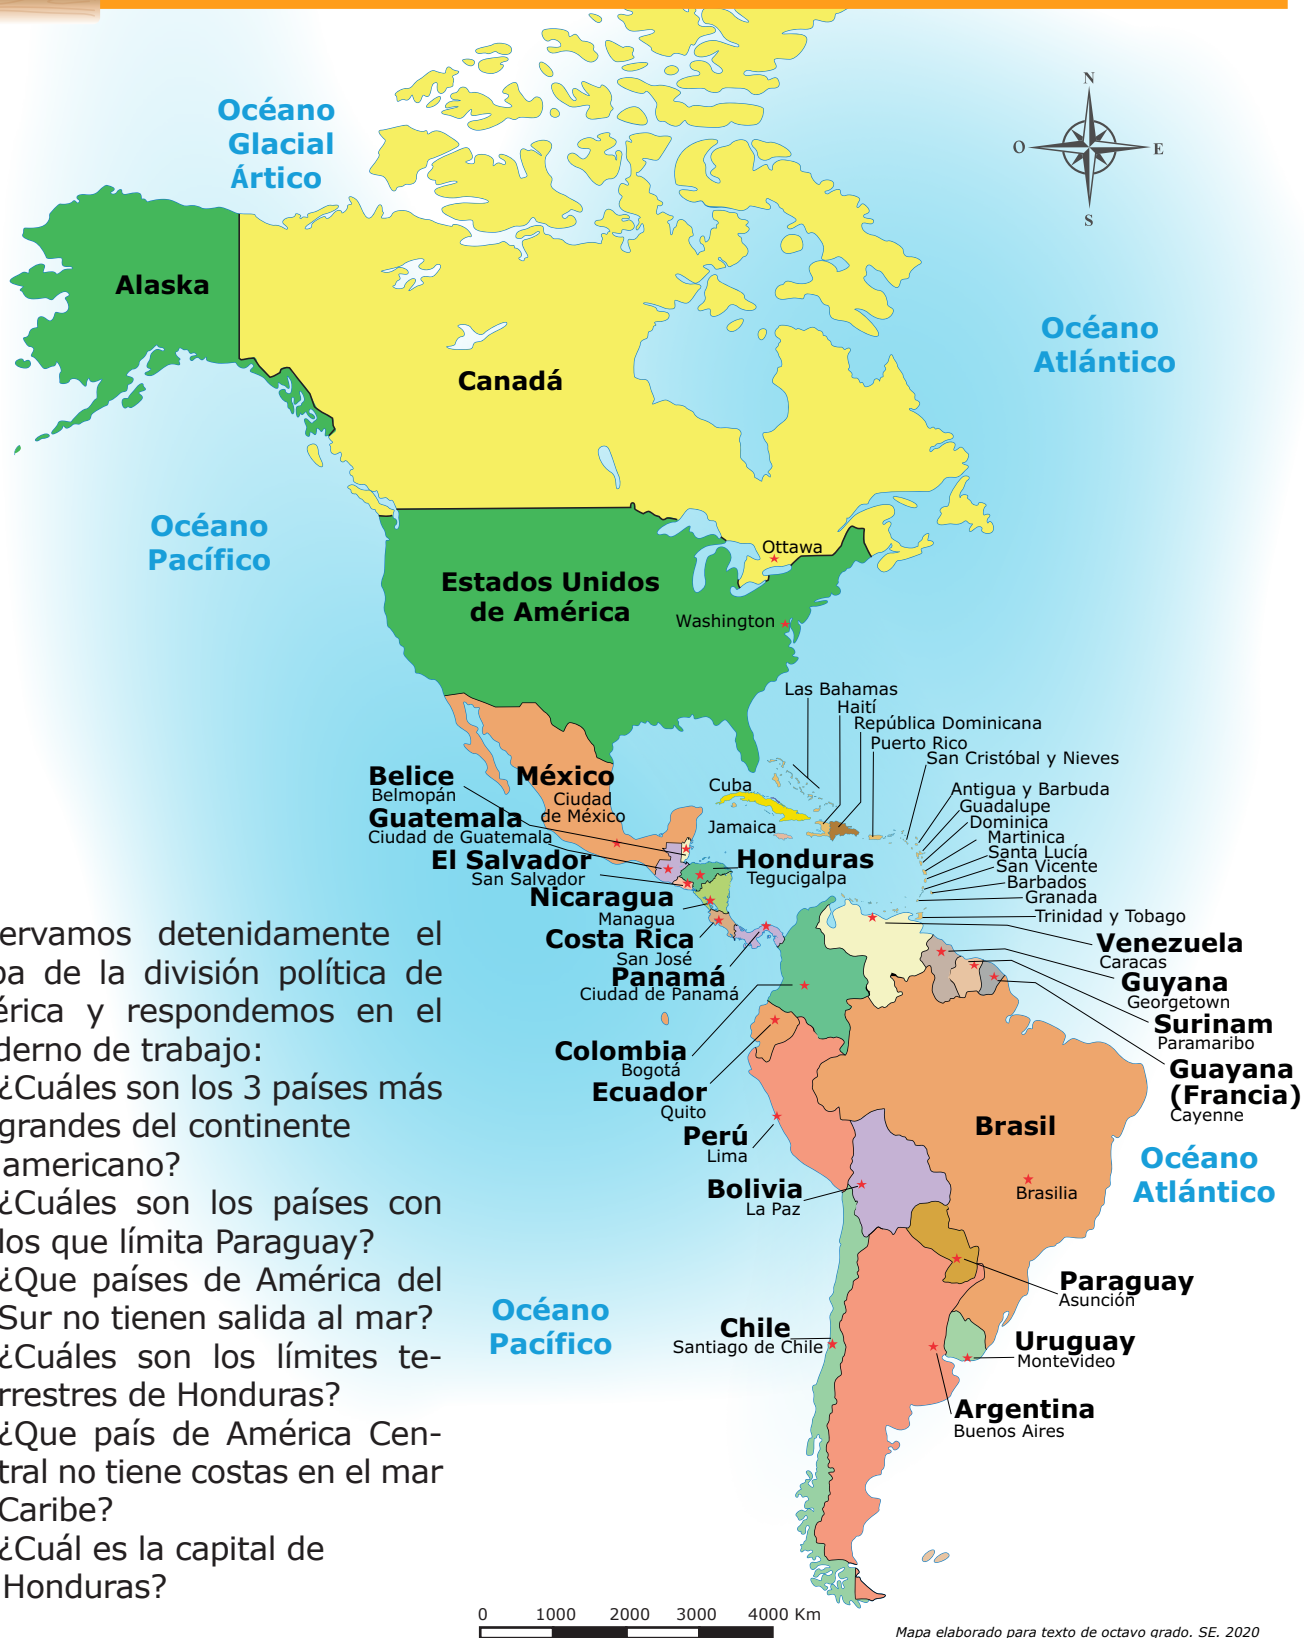 N
O
E
S
Océano
Glacial
Ártico
Alaska
Canadá
Océano
Atlántico
Océano
Pacífico
Ottawa
Estados Unidos
de América
Washington
Las Bahamas
Haití
República Dominicana
Puerto Rico
San Cristóbal y Nieves
Antigua y Barbuda
Guadalupe
Dominica
Martinica
Santa Lucía
San Vicente
Barbados
Granada
Trinidad y Tobago
Cuba
Jamaica
México
Ciudad
de México
Belice
Belmopán
Guatemala
Ciudad de Guatemala
El Salvador
San Salvador
Honduras
Tegucigalpa
Nicaragua
Managua
Costa Rica
San José
Panamá
Ciudad de Panamá
Venezuela
Caracas
Guyana
Georgetown
Surinam
Paramaribo
Guayana
(Francia)
Cayenne
Colombia
Bogotá
Ecuador
Quito
Perú
Lima
Brasil
Brasilia
Bolivia
La Paz
Océano
Atlántico
Paraguay
Asunción
Océano
Pacífico
Chile
Santiago de Chile
Uruguay
Montevideo
Argentina
Buenos Aires
ervamos detenidamente el
pa de la división política de
érica y respondemos en el
derno de trabajo:
¿Cuáles son los 3 países más
grandes del continente
americano?
¿Cuáles son los países con
los que límita Paraguay?
¿Que países de América del
Sur no tienen salida al mar?
¿Cuáles son los límites te-
rrestres de Honduras?
¿Que país de América Cen-
tral no tiene costas en el mar
Caribe?
¿Cuál es la capital de
Honduras?
0 1000 2000 3000 4000 Km
Mapa elaborado para texto de octavo grado. SE. 2020